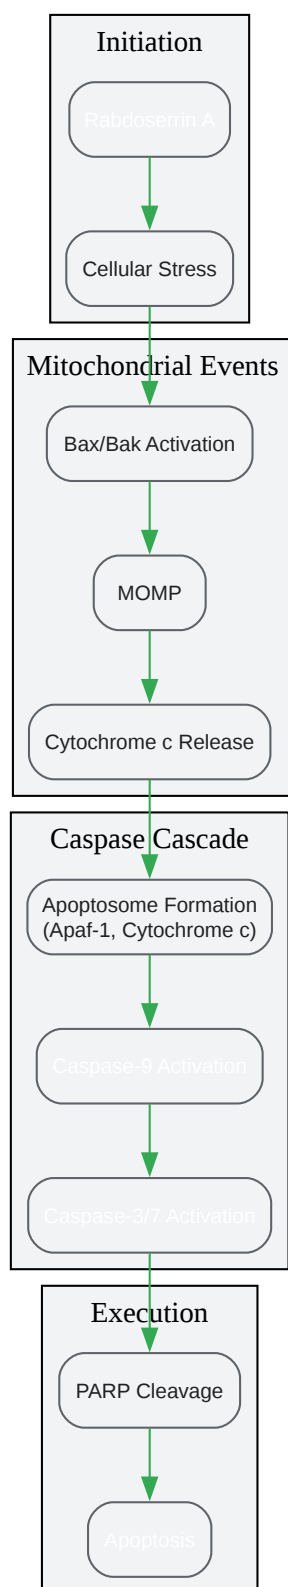 Initiation
Rabdoserrin A
Cellular Stress
Mitochondrial Events
Bax/Bak Activation
MOMP
Cytochrome c Release
Caspase Cascade
Apoptosome Formation
(Apaf-1, Cytochrome c)
Caspase-9 Activation
Caspase-3/7 Activation
Execution
PARP Cleavage
Apoptosis